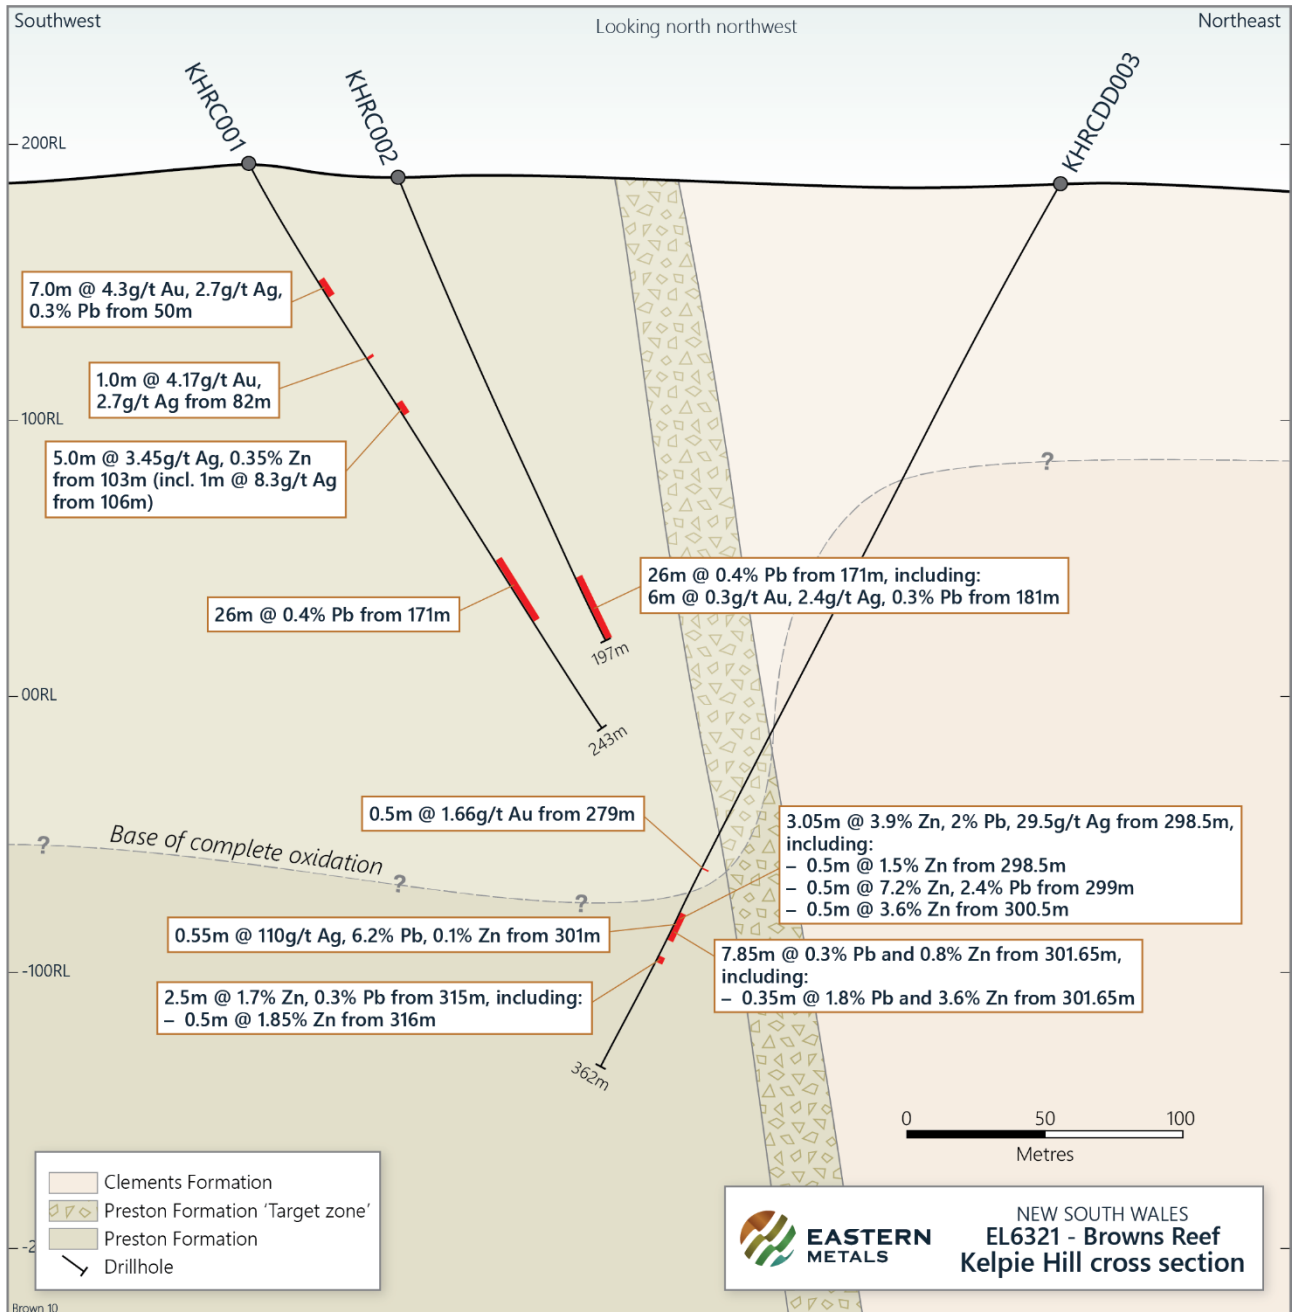 Southwest
Looking north northwest
Northeast
KHRC001
KHRC002
KHRCDD003
200RL
7.0m @ 4.3g/t Au, 2.7g/t Ag,
0.3% Pb from 50m
1.0m @ 4.17g/t Au,
2.7g/t Ag from 82m
100RL
5.0m @ 3.45g/t Ag, 0.35% Zn
from 103m (incl. 1m @ 8.3g/t Ag
from 106m)
?
26m @ 0.4% Pb from 171m
26m @ 0.4% Pb from 171m, including:
6m @ 0.3g/t Au, 2.4g/t Ag, 0.3% Pb from 181m
197m
00RL
243m
0.5m @ 1.66g/t Au from 279m
3.05m @ 3.9% Zn, 2% Pb, 29.5g/t Ag from 298.5m,
including:
– 0.5m @ 1.5% Zn from 298.5m
– 0.5m @ 7.2% Zn, 2.4% Pb from 299m
– 0.5m @ 3.6% Zn from 300.5m
?
Base of complete oxidation
?
?
0.55m @ 110g/t Ag, 6.2% Pb, 0.1% Zn from 301m
7.85m @ 0.3% Pb and 0.8% Zn from 301.65m,
including:
– 0.35m @ 1.8% Pb and 3.6% Zn from 301.65m
-100RL
2.5m @ 1.7% Zn, 0.3% Pb from 315m, including:
– 0.5m @ 1.85% Zn from 316m
362m
0 50 100
Metres
Clements Formation
Preston Formation 'Target zone'
Preston Formation
Drillhole
-2
EASTERN
METALS
NEW SOUTH WALES
EL6321 - Browns Reef
Kelpie Hill cross section
Brown 10